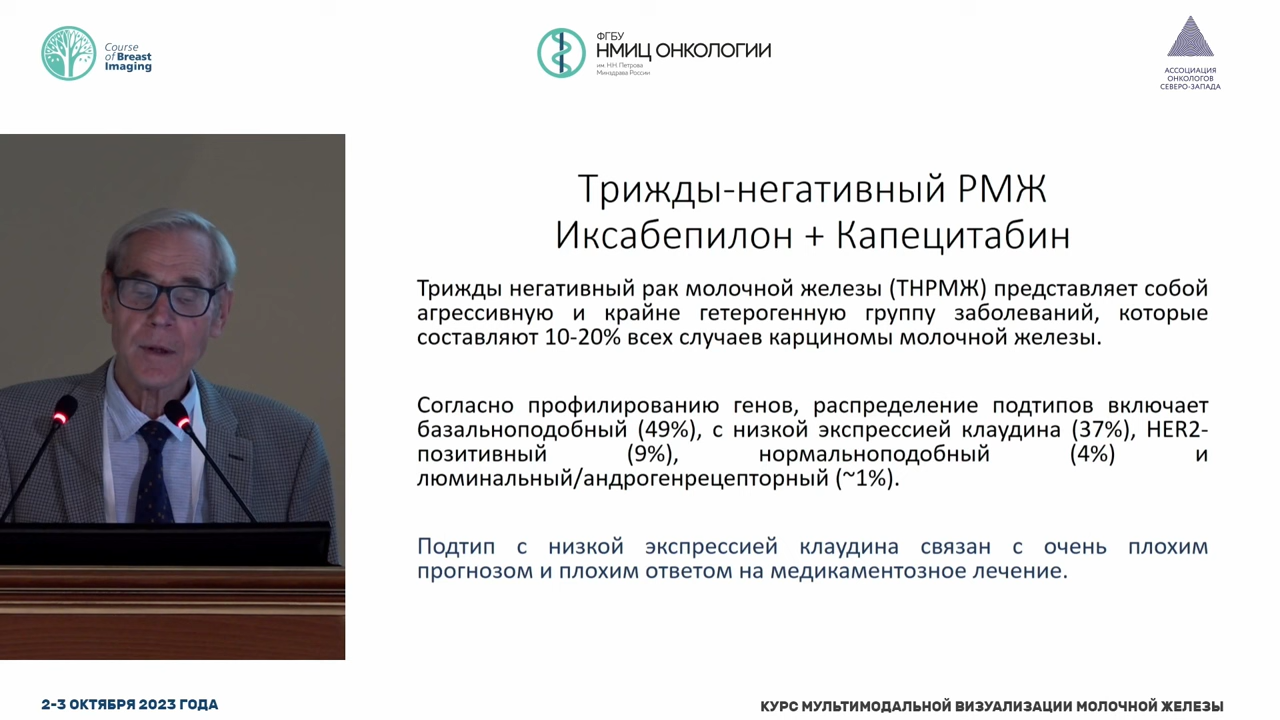 Course
of Breast
Imaging
ФГБУ
НМИЦ ОНКОЛОГИИ
им. Н.Н. Петрова
Минздрава России
АССОЦИАЦИЯ
ОНКОЛОГОВ
СЕВЕРО-ЗАПАДА
Трижды-негативный РМЖ
Иксабепилон + Капецитабин
Трижды негативный рак молочной железы (ТНРМЖ) представляет собой
агрессивную и крайне гетерогенную группу заболеваний, которые
составляют 10-20% всех случаев карциномы молочной железы.
Согласно профилированию генов, распределение подтипов включает
базальноподобный (49%), с низкой экспрессией клаудина (37%), HER2-
позитивный (9%), нормальноподобный (4%) и
люминальный/андрогенрецепторный (~1%).
Подтип с низкой экспрессией клаудина связан с очень плохим
прогнозом и плохим ответом на медикаментозное лечение.
2-3 ОКТЯБРЯ 2023 ГОДА
КУРС МУЛЬТИМОДАЛЬНОЙ ВИЗУАЛИЗАЦИИ МОЛОЧНОЙ ЖЕЛЕЗЫ